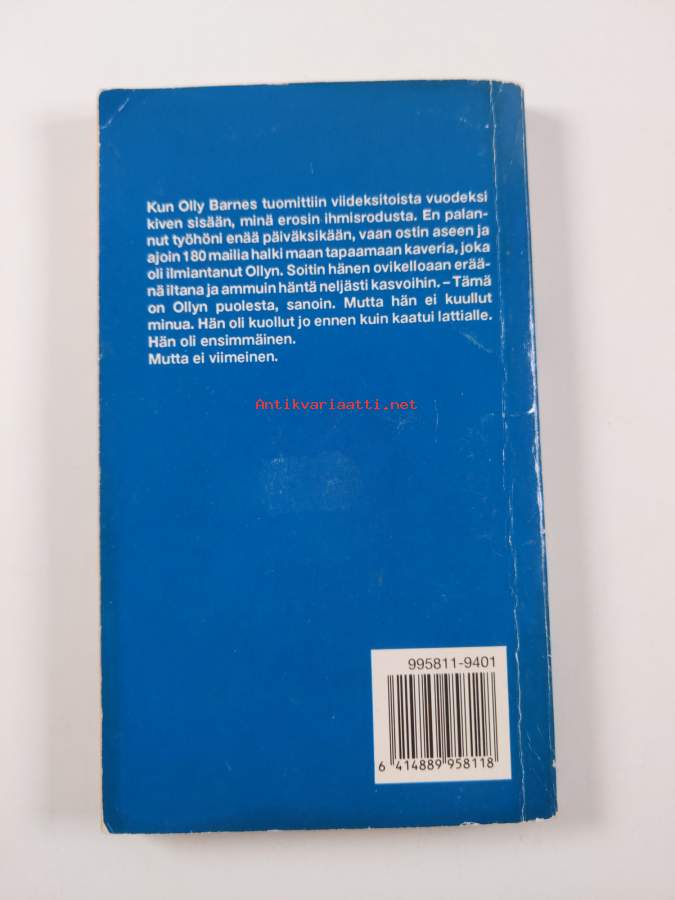 Kun Olly Barnes tuomittiin viideksitoista vuodeksi
kiven sisään, minä erosin ihmisrodusta. En palan-
nut työhöni enää päiväksikään, vaan ostin aseen ja
ajoin 180 mailia halki maan tapaamaan kaveria, joka
oli ilmiantanut Ollyn. Soitin hänen ovikelloaan erää-
nä iltana ja ammuin häntä neljästi kasvoihin. – Tämä
on Ollyn puolesta, sanoin. Mutta hän ei kuullut
minua. Hän oli kuollut jo ennen kuin kaatui lattialle.
Hän oli ensimmäinen.
Mutta ei viimeinen.
Antikvariaatti.net
995811-9401
6 414889 958118